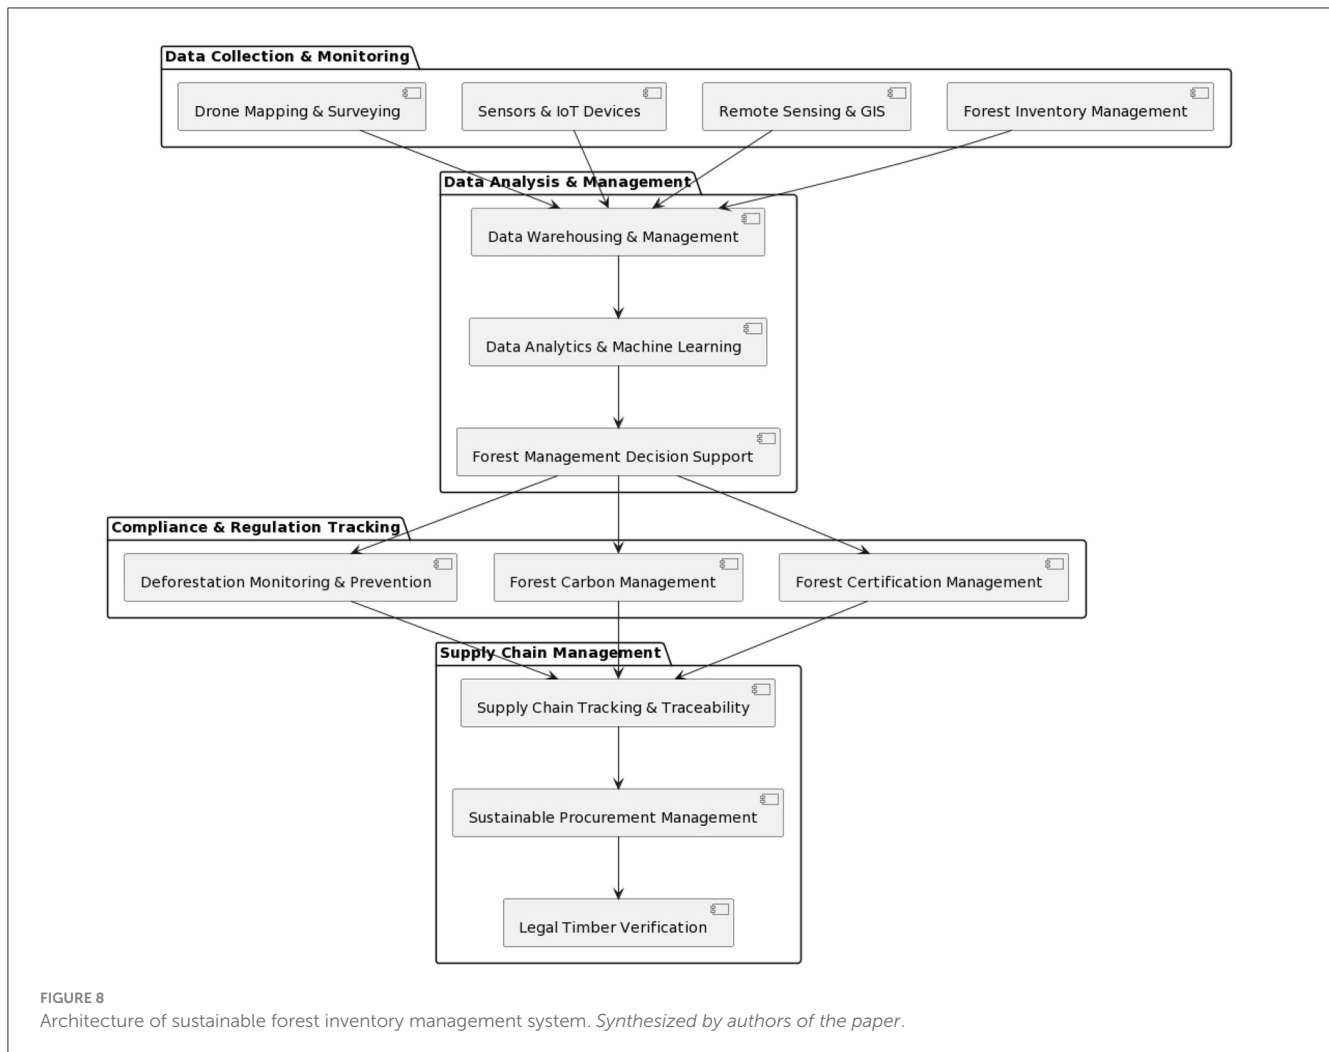 Data Collection & Monitoring
Drone Mapping & Surveying
Sensors & IoT Devices
Remote Sensing & GIS
Forest Inventory Management
Data Analysis & Management
Data Warehousing & Management
Data Analytics & Machine Learning
Forest Management Decision Support
Compliance & Regulation Tracking
Deforestation Monitoring & Prevention
Forest Carbon Management
Forest Certification Management
Supply Chain Management
Supply Chain Tracking & Traceability
Sustainable Procurement Management
Legal Timber Verification
FIGURE 8
Architecture of sustainable forest inventory management system. Synthesized by authors of the paper.